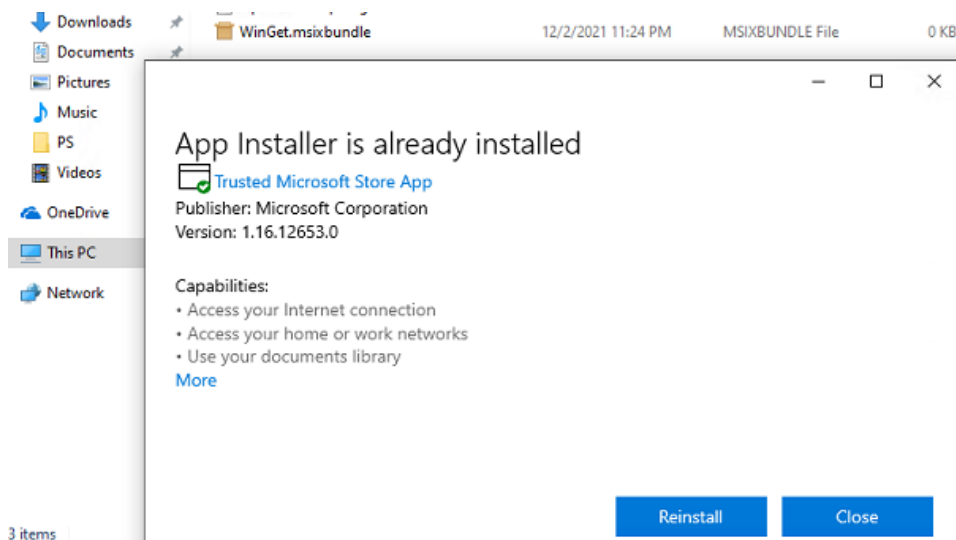 Downloads
WinGet.msixbundle 12/2/2021 11:24 PM MSIXBUNDLE File 0 KB
Documents
Pictures
Music
PS
Videos
OneDrive
This PC
Network
3 items
App Installer is already installed
Trusted Microsoft Store App
Publisher: Microsoft Corporation
Version: 1.16.12653.0
Capabilities:
• Access your Internet connection
• Access your home or work networks
• Use your documents library
More
Reinstall Close